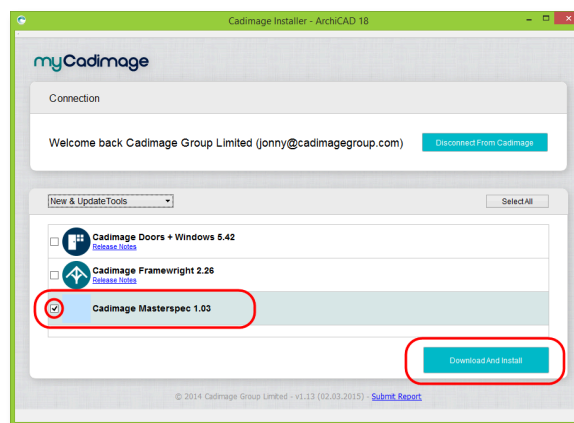 Cadimage Installer - ArchiCAD 18
myCadimage
Connection
Welcome back Cadimage Group Limited (jonny@cadimagegroup.com)
Disconnect From Cadimage
New & UpdateTools
Select All
Cadimage Doors + Windows 5.42
Release Notes
Cadimage Framewright 2.26
Release Notes
Cadimage Masterspec 1.03
Download And Install
© 2014 Cadimage Group Limited - v1.13 (02.03.2015) - Submit Report